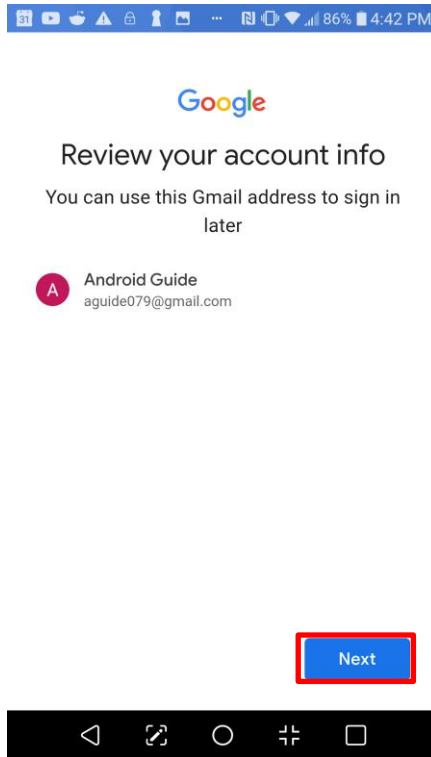 31 86% 4:42 PM
Google
Review your account info
You can use this Gmail address to sign in
later
A
Android Guide
aguide079@gmail.com
Next